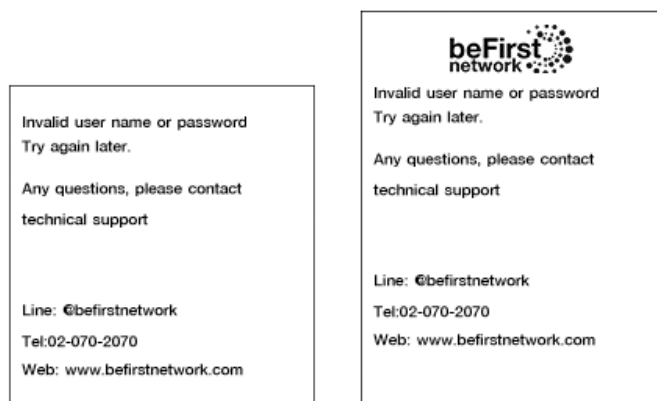 Invalid user name or password
Try again later.
Any questions, please contact
technical support
Line: @befirstnetwork
Tel:02-070-2070
Web: www.befirstnetwork.com
beFirst
network
Invalid user name or password
Try again later.
Any questions, please contact
technical support
Line: @befirstnetwork
Tel:02-070-2070
Web: www.befirstnetwork.com